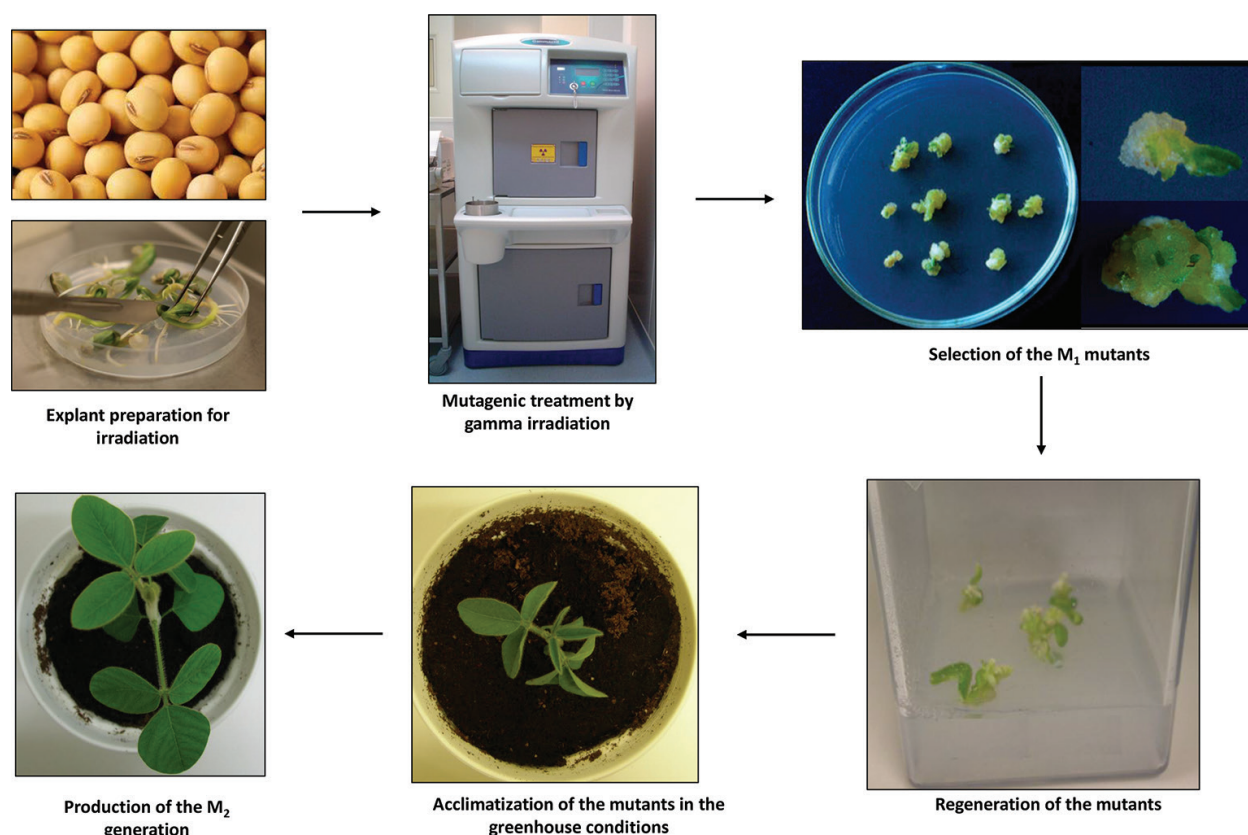 Explant preparation for
irradiation
Mutagenic treatment by
gamma irradiation
Selection of the M₁ mutants
Regeneration of the mutants
Acclimatization of the mutants in the
greenhouse conditions
Production of the M₂
generation